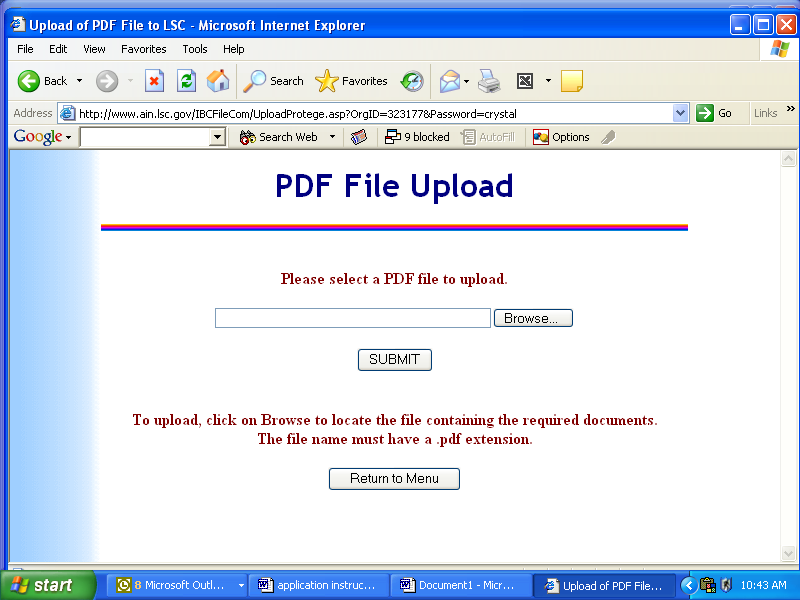 Upload of PDF File to LSC - Microsoft Internet Explorer
File Edit View Favorites Tools Help
Back Search Favorites
Address http://www.ain.lsc.gov/IBCFileCom/UploadProtege.asp?OrgID=323177&Password=crystal Go Links »
Google Search Web 9 blocked AutoFill Options
PDF File Upload
Please select a PDF file to upload.
Browse...
SUBMIT
To upload, click on Browse to locate the file containing the required documents.
The file name must have a .pdf extension.
Return to Menu
start 8 Microsoft Outl... application instruc... Document1 - Micr... Upload of PDF File... 10:43 AM